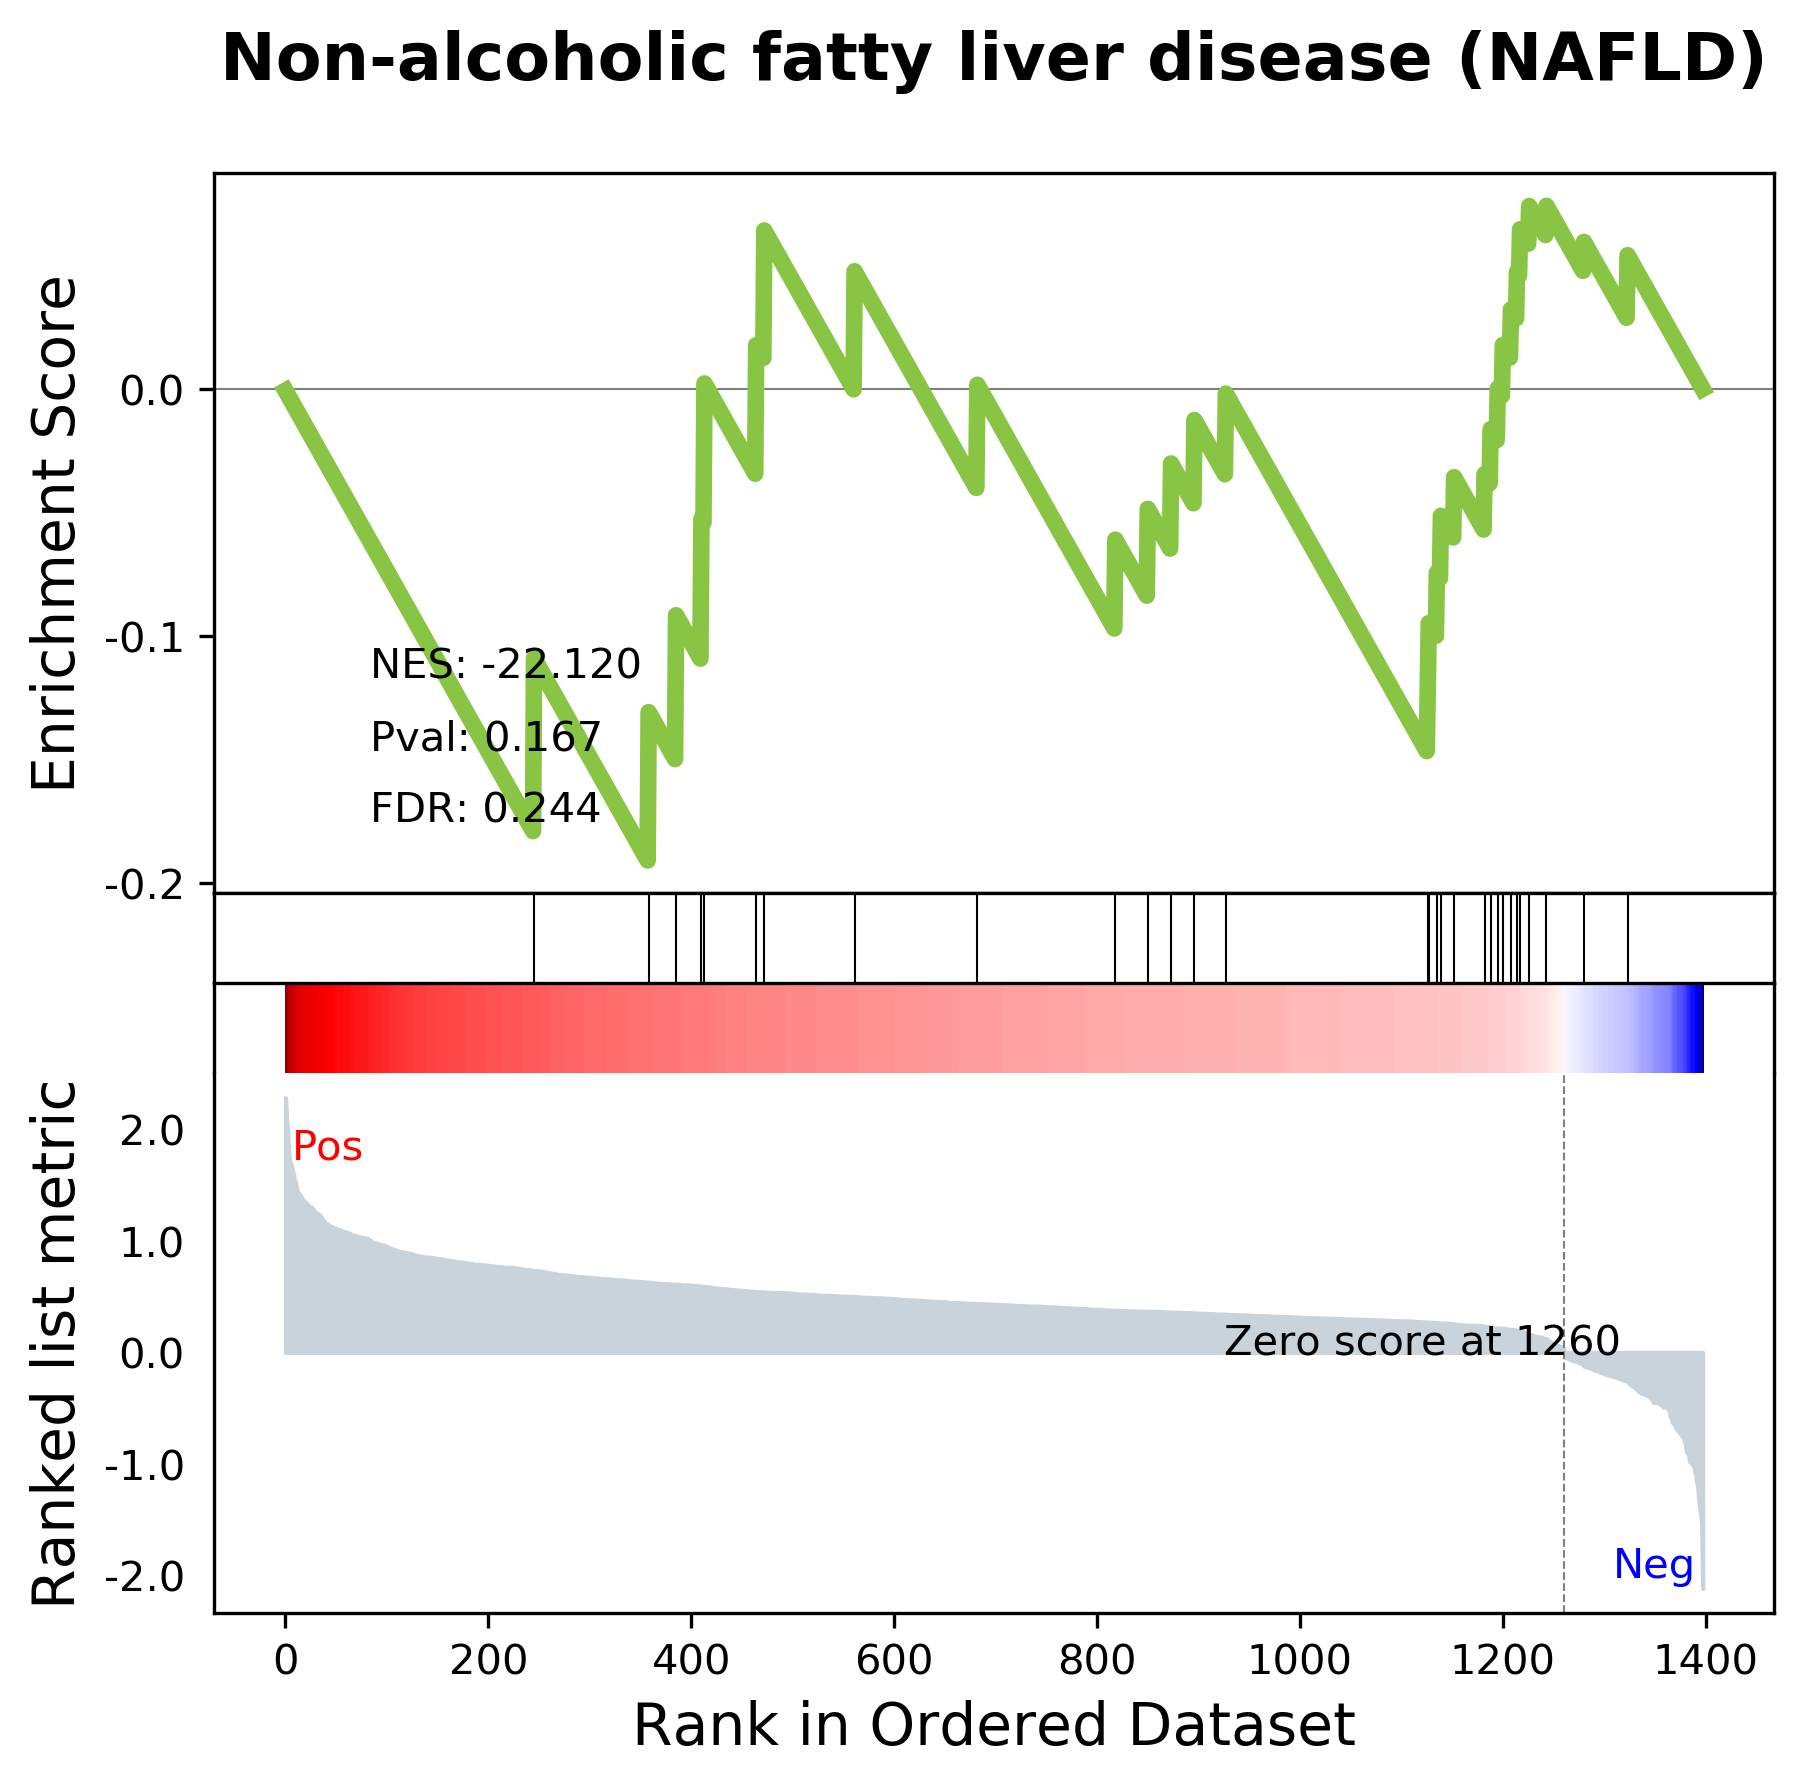 Non-alcoholic fatty liver disease (NAFLD)
Enrichment Score
0.0
-0.1
-0.2
NES: -22.120
Pval: 0.167
FDR: 0.244
Ranked list metric
2.0
1.0
0.0
-1.0
-2.0
Pos
Zero score at 1260
Neg
0 200 400 600 800 1000 1200 1400
Rank in Ordered Dataset